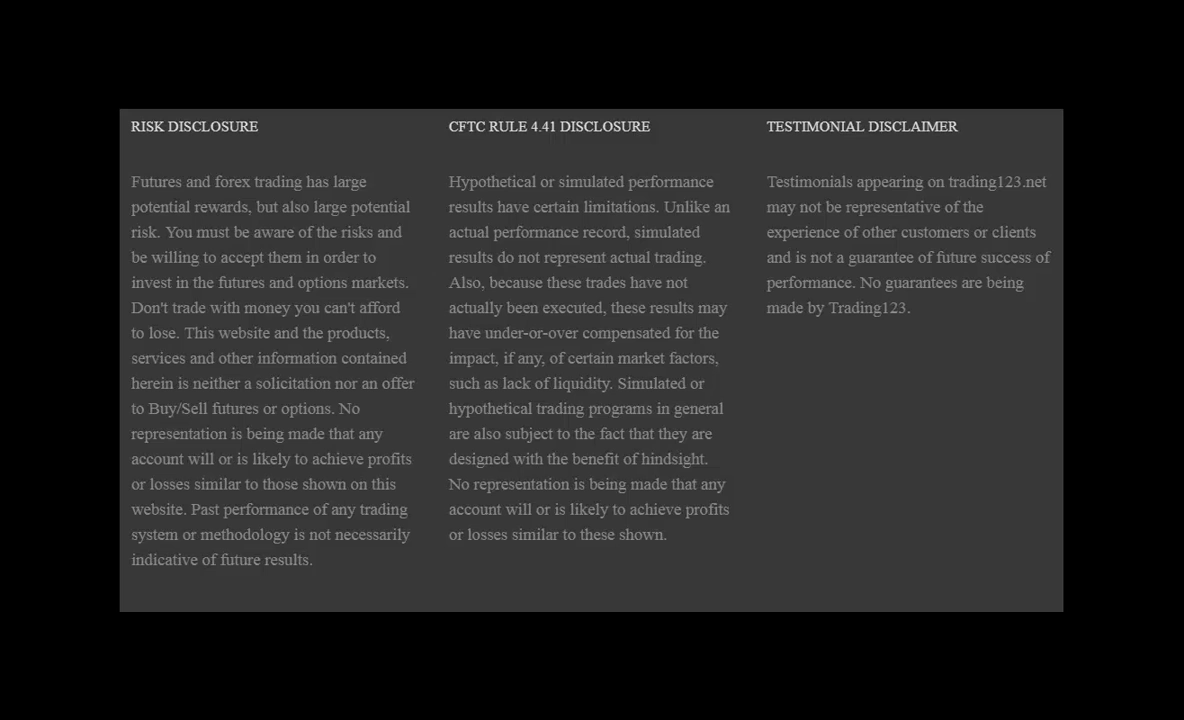 RISK DISCLOSURE
Futures and forex trading has large
potential rewards, but also large potential
risk. You must be aware of the risks and
be willing to accept them in order to
invest in the futures and options markets.
Don't trade with money you can't afford
to lose. This website and the products,
services and other information contained
herein is neither a solicitation nor an offer
to Buy/Sell futures or options. No
representation is being made that any
account will or is likely to achieve profits
or losses similar to those shown on this
website. Past performance of any trading
system or methodology is not necessarily
indicative of future results.
CFTC RULE 4.41 DISCLOSURE
Hypothetical or simulated performance
results have certain limitations. Unlike an
actual performance record, simulated
results do not represent actual trading.
Also, because these trades have not
actually been executed, these results may
have under-or-over compensated for the
impact, if any, of certain market factors,
such as lack of liquidity. Simulated or
hypothetical trading programs in general
are also subject to the fact that they are
designed with the benefit of hindsight.
No representation is being made that any
account will or is likely to achieve profits
or losses similar to these shown.
TESTIMONIAL DISCLAIMER
Testimonials appearing on trading123.net
may not be representative of the
experience of other customers or clients
and is not a guarantee of future success of
performance. No guarantees are being
made by Trading123.